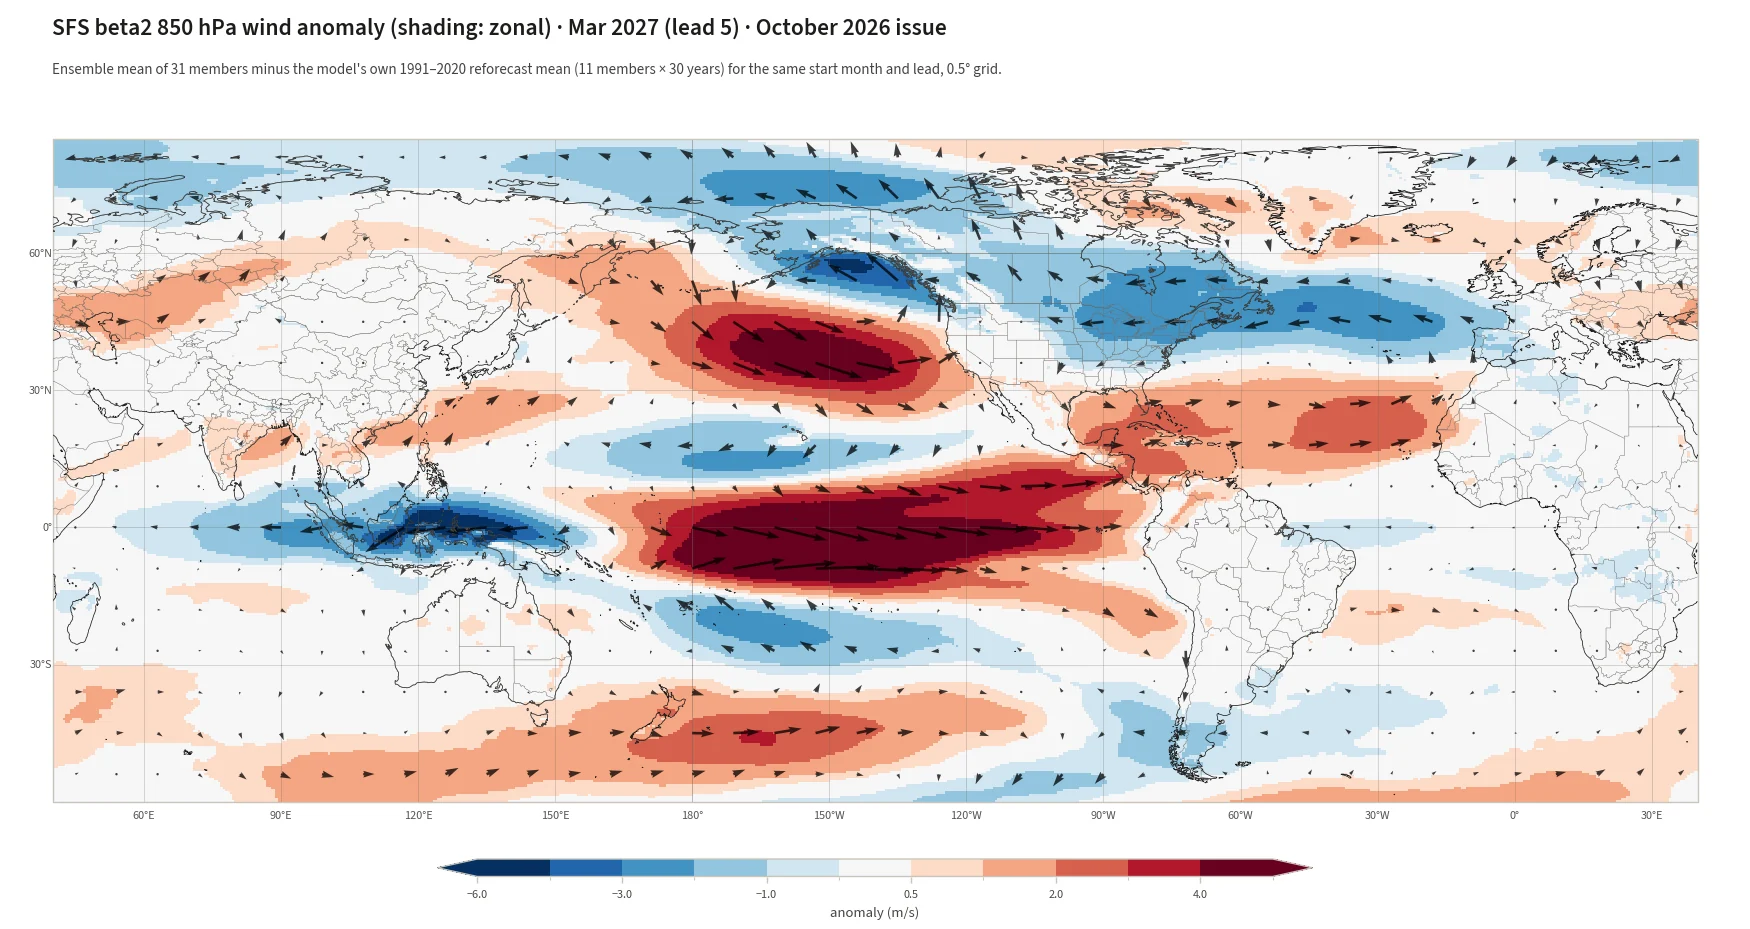 SFS beta2 850 hPa wind anomaly (shading: zonal) · Mar 2027 (lead 5) · October 2026 issue
Ensemble mean of 31 members minus the model's own 1991–2020 reforecast mean (11 members × 30 years) for the same start month and lead, 0.5° grid.
60°N
30°N
0°
30°S
60°E 90°E 120°E 150°E 180° 150°W 120°W 90°W 60°W 30°W 0° 30°E
−6.0 −3.0 −1.0 0.5 2.0 4.0
anomaly (m/s)